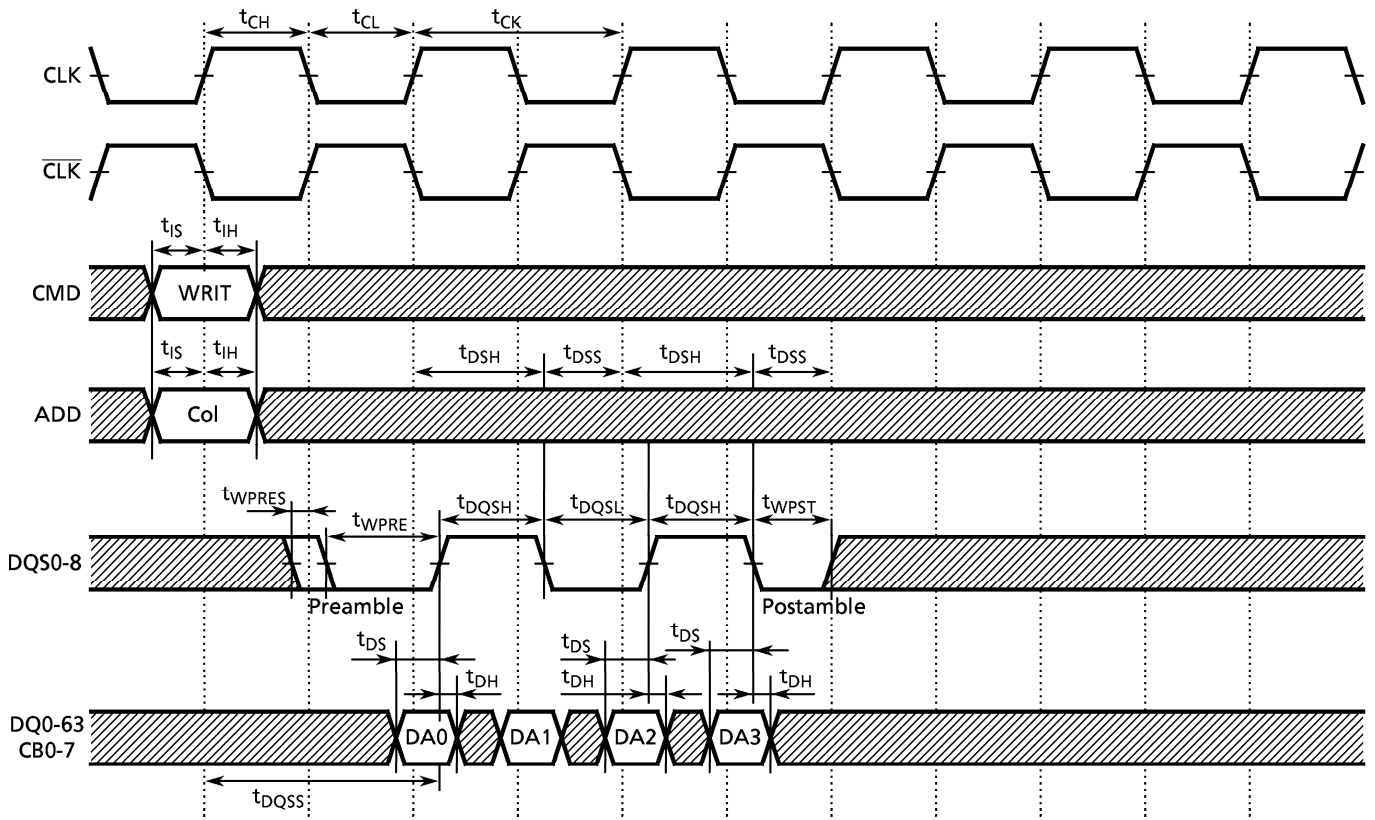 tCH tCL tCK
CLK
CLK
tIS tIH
CMD WRIT
tIS tIH tDSH tDSS tDSH tDSS
ADD Col
tWPRES tWPRE tDQSH tDQSL tDQSH tWPST
DQS0-8
Preamble Postamble
tDS tDS tDS
tDH tDH tDH
DQ0-63
CB0-7
DA0 DA1 DA2 DA3
tDQSS